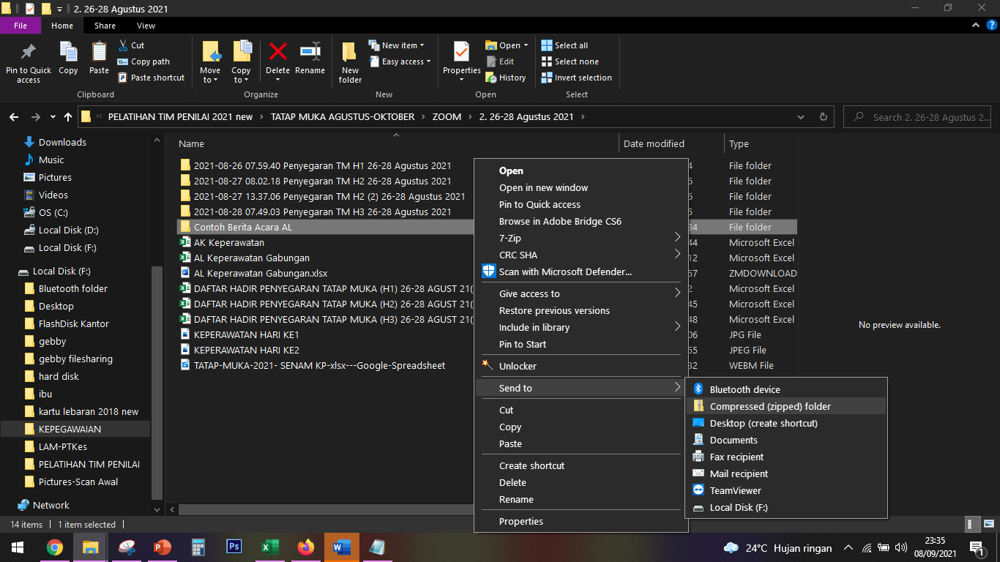 2. 26-28 Agustus 2021
File Home Share View
Pin to Quick access
Copy
Paste
Cut
Copy path
Paste shortcut
Move to
Copy to
Delete
Rename
New folder
New item
Easy access
Properties
Open
Edit
History
Select all
Select none
Invert selection
Clipboard Organize New Open Select
PELATIHAN TIM PENILAI 2021 new > TATAP MUKA AGUSTUS-OKTOBER > ZOOM > 2. 26-28 Agustus 2021 >
Search 2. 26-28 Agustus 2...
Downloads
Music
Pictures
Videos
OS (C:)
Local Disk (D:)
Local Disk (F:)
Local Disk (F:)
Bluetooth folder
Desktop
FlashDisk Kantor
gebby
gebby filesharing
hard disk
ibu
kartu lebaran 2018 new
KEPEGAWAIAN
LAM-PTKes
PELATIHAN TIM PENILAI
Pictures-Scan Awal
Network
Name Date modified Type
2021-08-26 07.59.40 Penyegaran TM H1 26-28 Agustus 2021 4 File folder
2021-08-27 08.02.18 Penyegaran TM H2 26-28 Agustus 2021 5 File folder
2021-08-27 13.37.06 Penyegaran TM H2 (2) 26-28 Agustus 2021 5 File folder
2021-08-28 07.49.03 Penyegaran TM H3 26-28 Agustus 2021 5 File folder
Contoh Berita Acara AL 34 File folder
AK Keperawatan 44 Microsoft Excel
AL Keperawatan Gabungan 12 Microsoft Excel
AL Keperawatan Gabungan.xlsx 57 ZMDOWNLOAD
DAFTAR HADIR PENYEGARAN TATAP MUKA (H1) 26-28 AGUST 21( 2 Microsoft Excel
DAFTAR HADIR PENYEGARAN TATAP MUKA (H2) 26-28 AGUST 21( 45 Microsoft Excel
DAFTAR HADIR PENYEGARAN TATAP MUKA (H3) 26-28 AGUST 21( 48 Microsoft Excel
KEPERAWATAN HARI KE1 06 JPG File
KEPERAWATAN HARI KE2 55 JPEG File
TATAP-MUKA-2021- SENAM KP-xlsx---Google-Spreadsheet 32 WEBM File
No preview available.
Open
Open in new window
Pin to Quick access
Browse in Adobe Bridge CS6
7-Zip
CRC SHA
Scan with Microsoft Defender...
Give access to
Restore previous versions
Include in library
Pin to Start
Unlocker
Send to
Cut
Copy
Paste
Create shortcut
Delete
Rename
Properties
Bluetooth device
Compressed (zipped) folder
Desktop (create shortcut)
Documents
Fax recipient
Mail recipient
TeamViewer
Local Disk (F:)
14 items 1 item selected
24°C Hujan ringan
23:35
08/09/2021
1